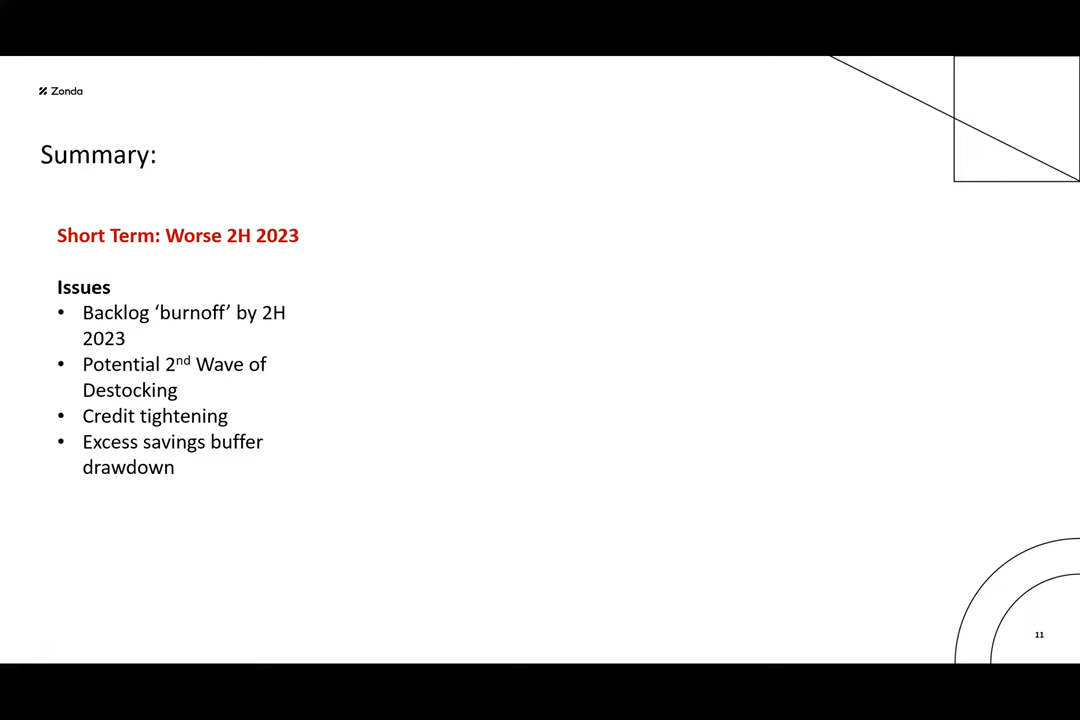 Zonda
Summary:
Short Term: Worse 2H 2023
Issues
• Backlog ‘burnoff’ by 2H
2023
• Potential 2nd Wave of
Destocking
• Credit tightening
• Excess savings buffer
drawdown
11